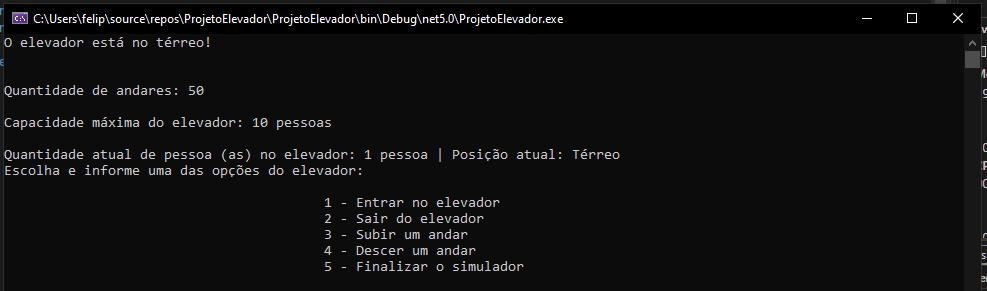 C:\Users\felip\source\repos\ProjetoElevador\ProjetoElevador\bin\Debug\net5.0\ProjetoElevador.exe
O elevador está no térreo!
Quantidade de andares: 50
Capacidade máxima do elevador: 10 pessoas
Quantidade atual de pessoa (as) no elevador: 1 pessoa | Posição atual: Térreo
Escolha e informe uma das opções do elevador:
1 - Entrar no elevador
2 - Sair do elevador
3 - Subir um andar
4 - Descer um andar
5 - Finalizar o simulador